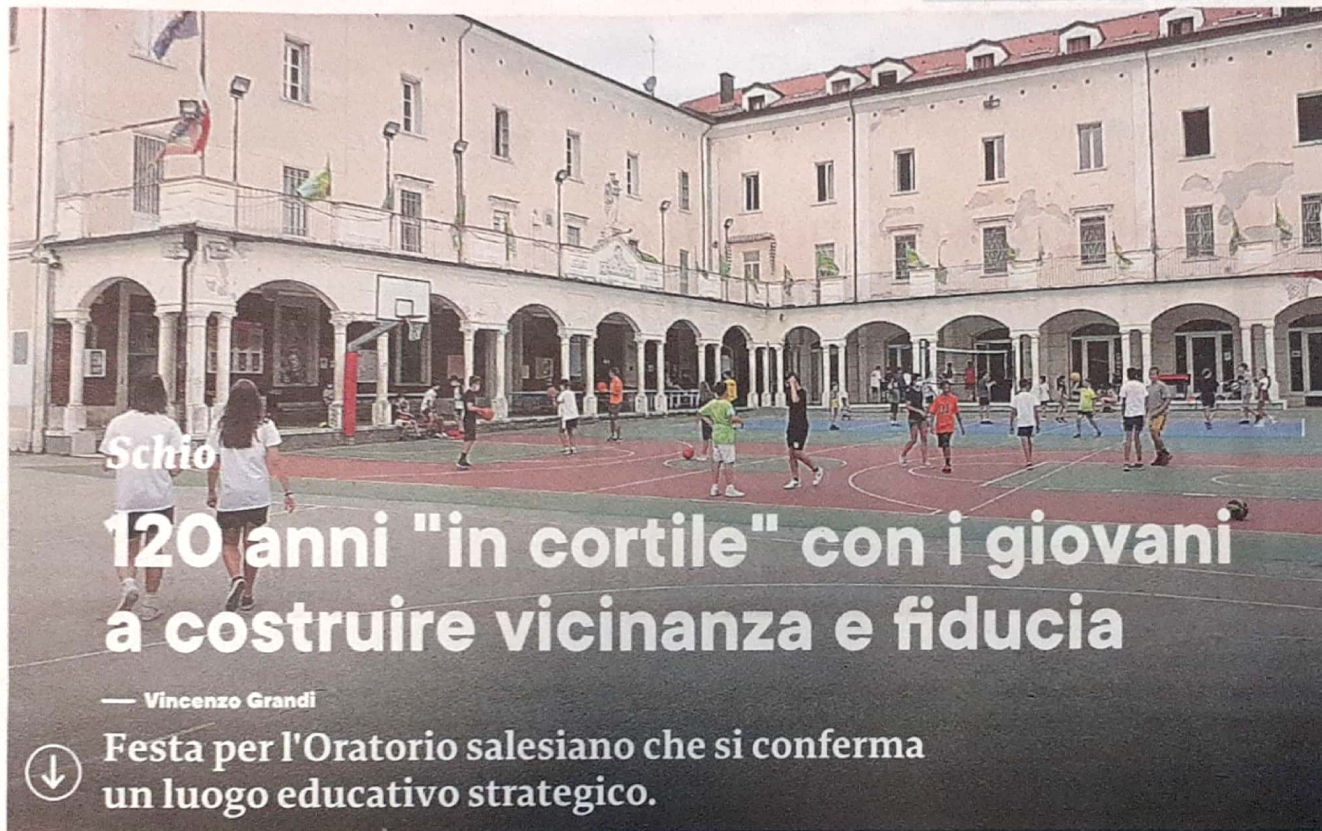 Schio
120 anni "in cortile" con i giovani
a costruire vicinanza e fiducia
— Vincenzo Grandi
Festa per l'Oratorio salesiano che si conferma
un luogo educativo strategico.